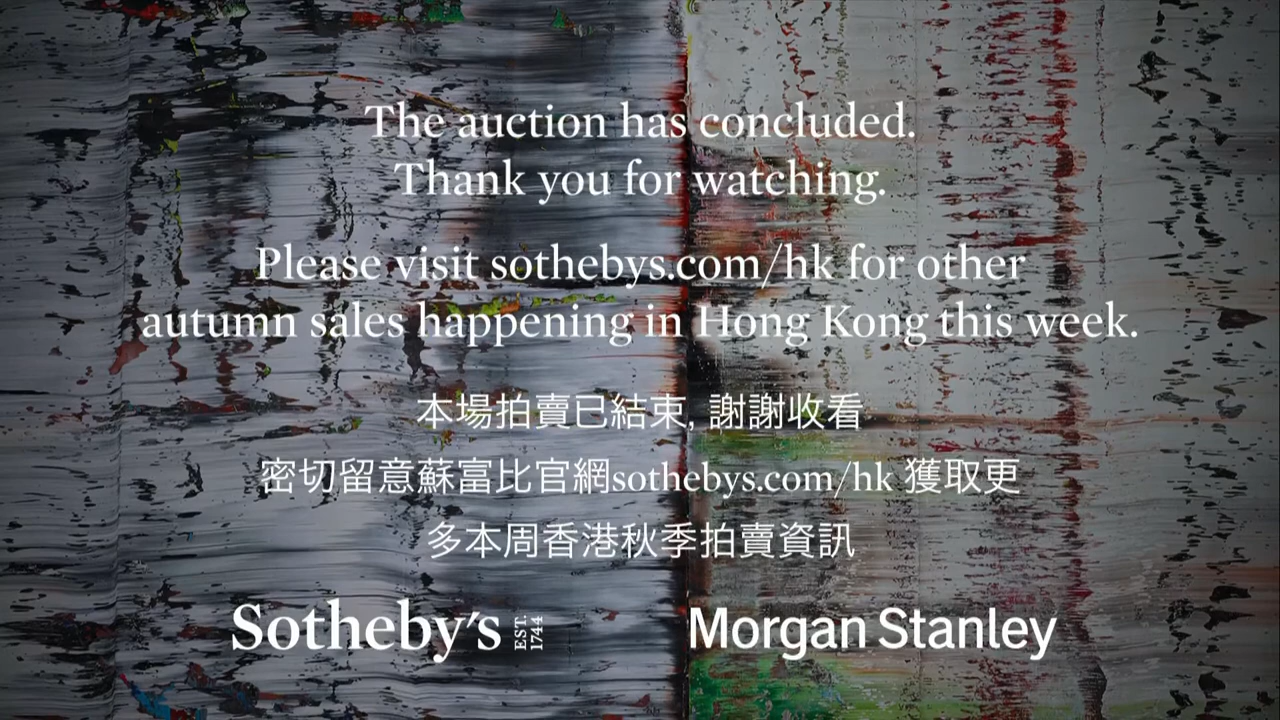 The auction has concluded.
Thank you for watching.
Please visit sothebys.com/hk for other
autumn sales happening in Hong Kong this week.
本場拍賣已結束, 謝謝收看
密切留意蘇富比官網sothebys.com/hk 獲取更
多本周香港秋季拍賣資訊
Sotheby's EST. 1744
Morgan Stanley